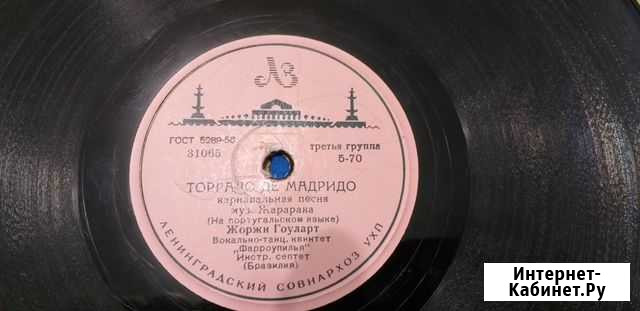 ЛЗ
ГОСТ 5289-56
31065
третья группа
5-70
ТОРРАДО ДЕ МАДРИДО
карнавальная песня
муз. Жарарака
(На португальском языке)
Жоржи Гоуларт
Вокально-танц. квинтет
„Фарроупилья"
Инстр. септет
(Бразилия)
ЛЕНИНГРАДСКИЙ СОВНАРХОЗ УХП
Интернет-
Кабинет.Ру